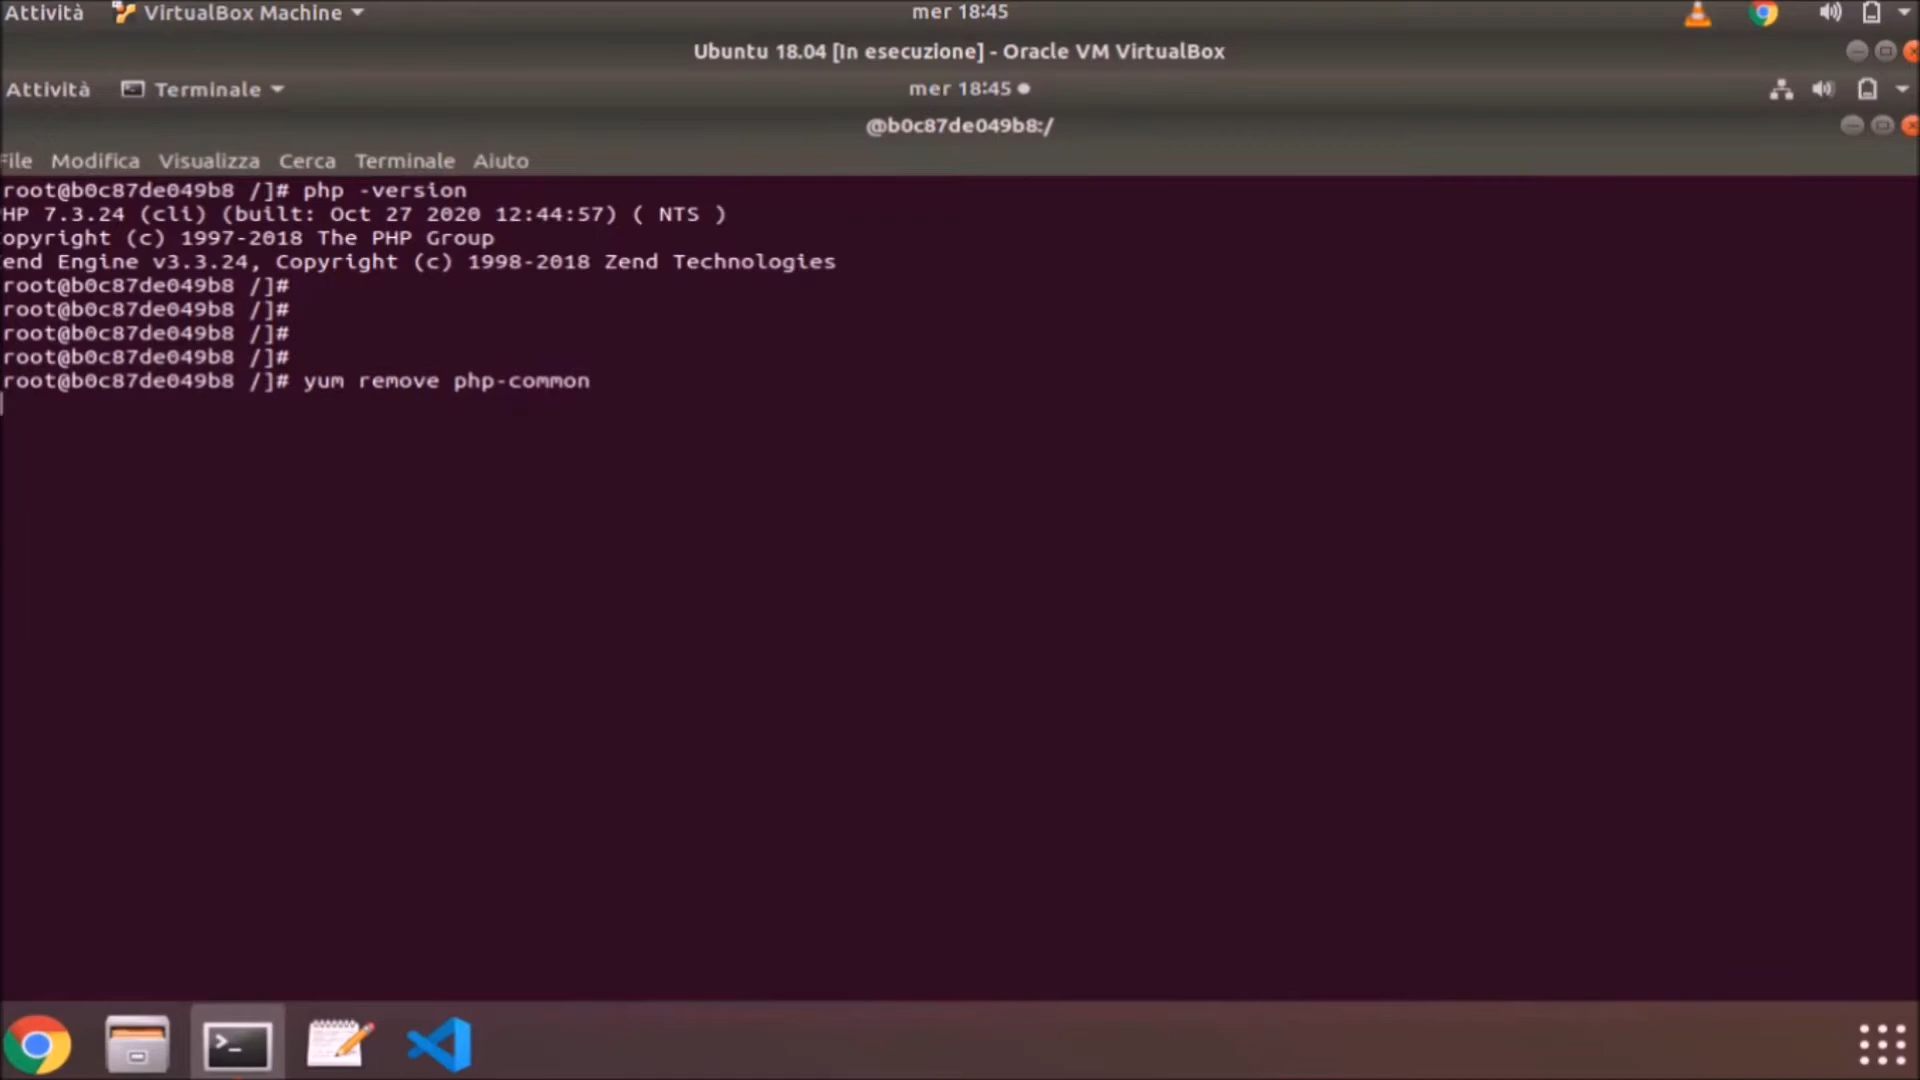 Attività VirtualBox Machine mer 18:45
Ubuntu 18.04 [In esecuzione] - Oracle VM VirtualBox
Attività Terminale mer 18:45
@b0c87de049b8:/
File Modifica Visualizza Cerca Terminale Aiuto
root@b0c87de049b8 /]# php -version
HP 7.3.24 (cli) (built: Oct 27 2020 12:44:57) ( NTS )
opyright (c) 1997-2018 The PHP Group
end Engine v3.3.24, Copyright (c) 1998-2018 Zend Technologies
root@b0c87de049b8 /]#
root@b0c87de049b8 /]#
root@b0c87de049b8 /]#
root@b0c87de049b8 /]#
root@b0c87de049b8 /]# yum remove php-common